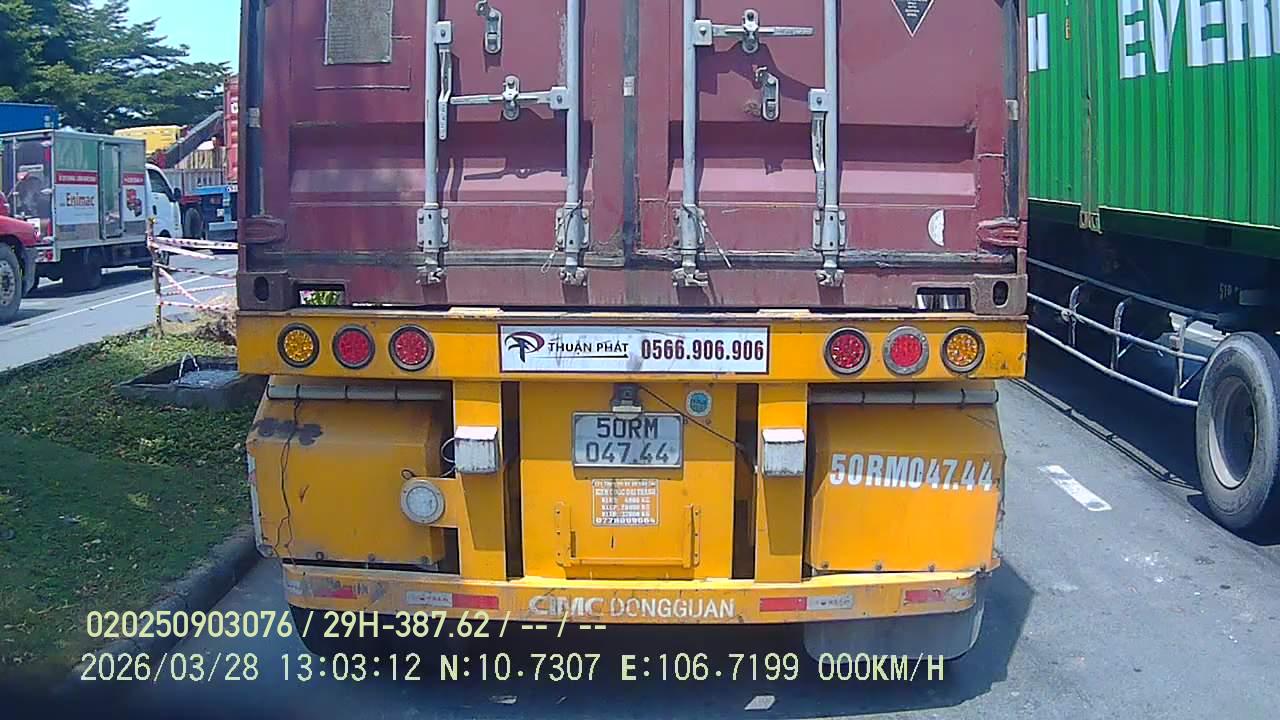 EVER
Enimac
THUẬN PHÁT 0566.906.906
50RM
047.44
50RM047.44
CIMC DONGGUAN
020250903076 / 29H-387.62 / -- / --
2026/03/28 13:03:12 N:10.7307 E:106.7199 000KM/H